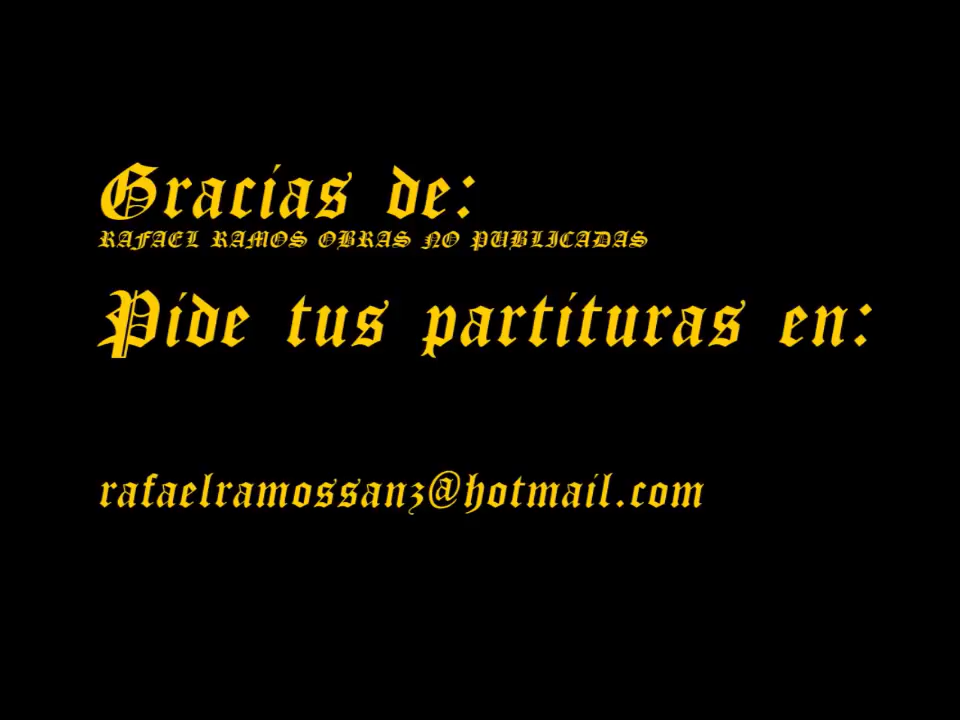 Gracias de:
RAFAEL RAMOS OBRAS NO PUBLICADAS
Pide tus partituras en:
rafaelramossanz@hotmail.com